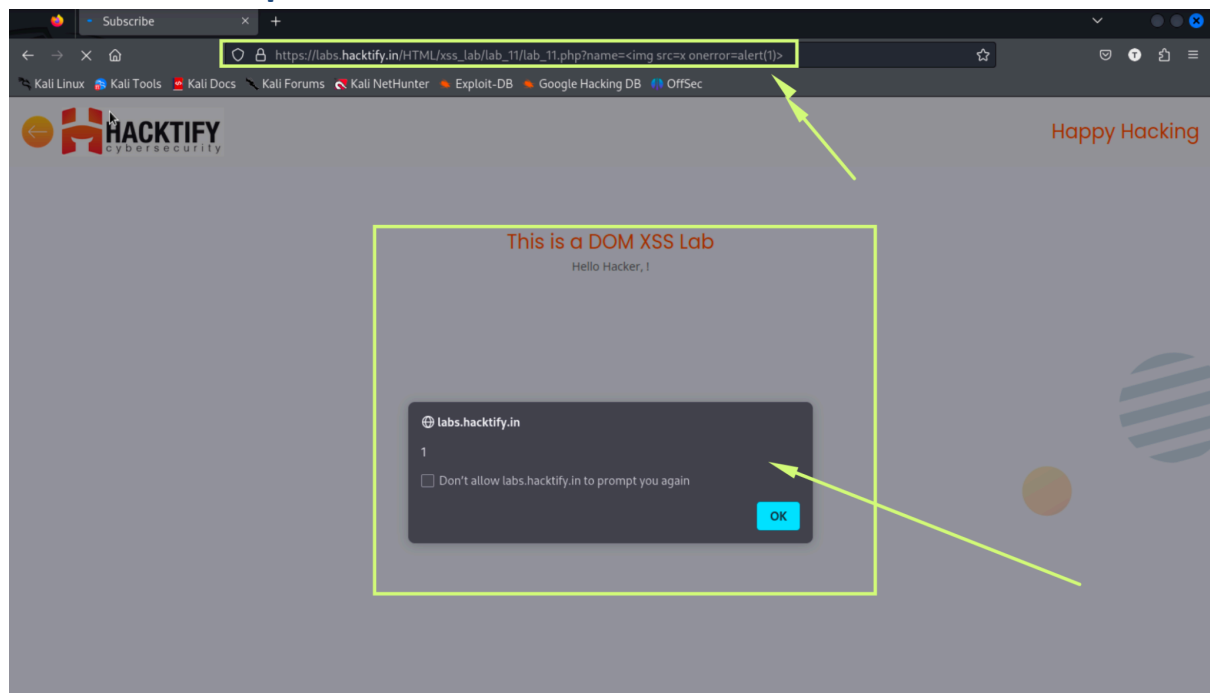 Subscribe
https://labs.hacktify.in/HTML/xss_lab/lab_11/lab_11.php?name=<img src=x onerror=alert(1)>
Kali Linux Kali Tools Kali Docs Kali Forums Kali NetHunter Exploit-DB Google Hacking DB OffSec
HACKTIFY
cybersecurity
Happy Hacking
This is a DOM XSS Lab
Hello Hacker, !
labs.hacktify.in
1
Don't allow labs.hacktify.in to prompt you again
OK